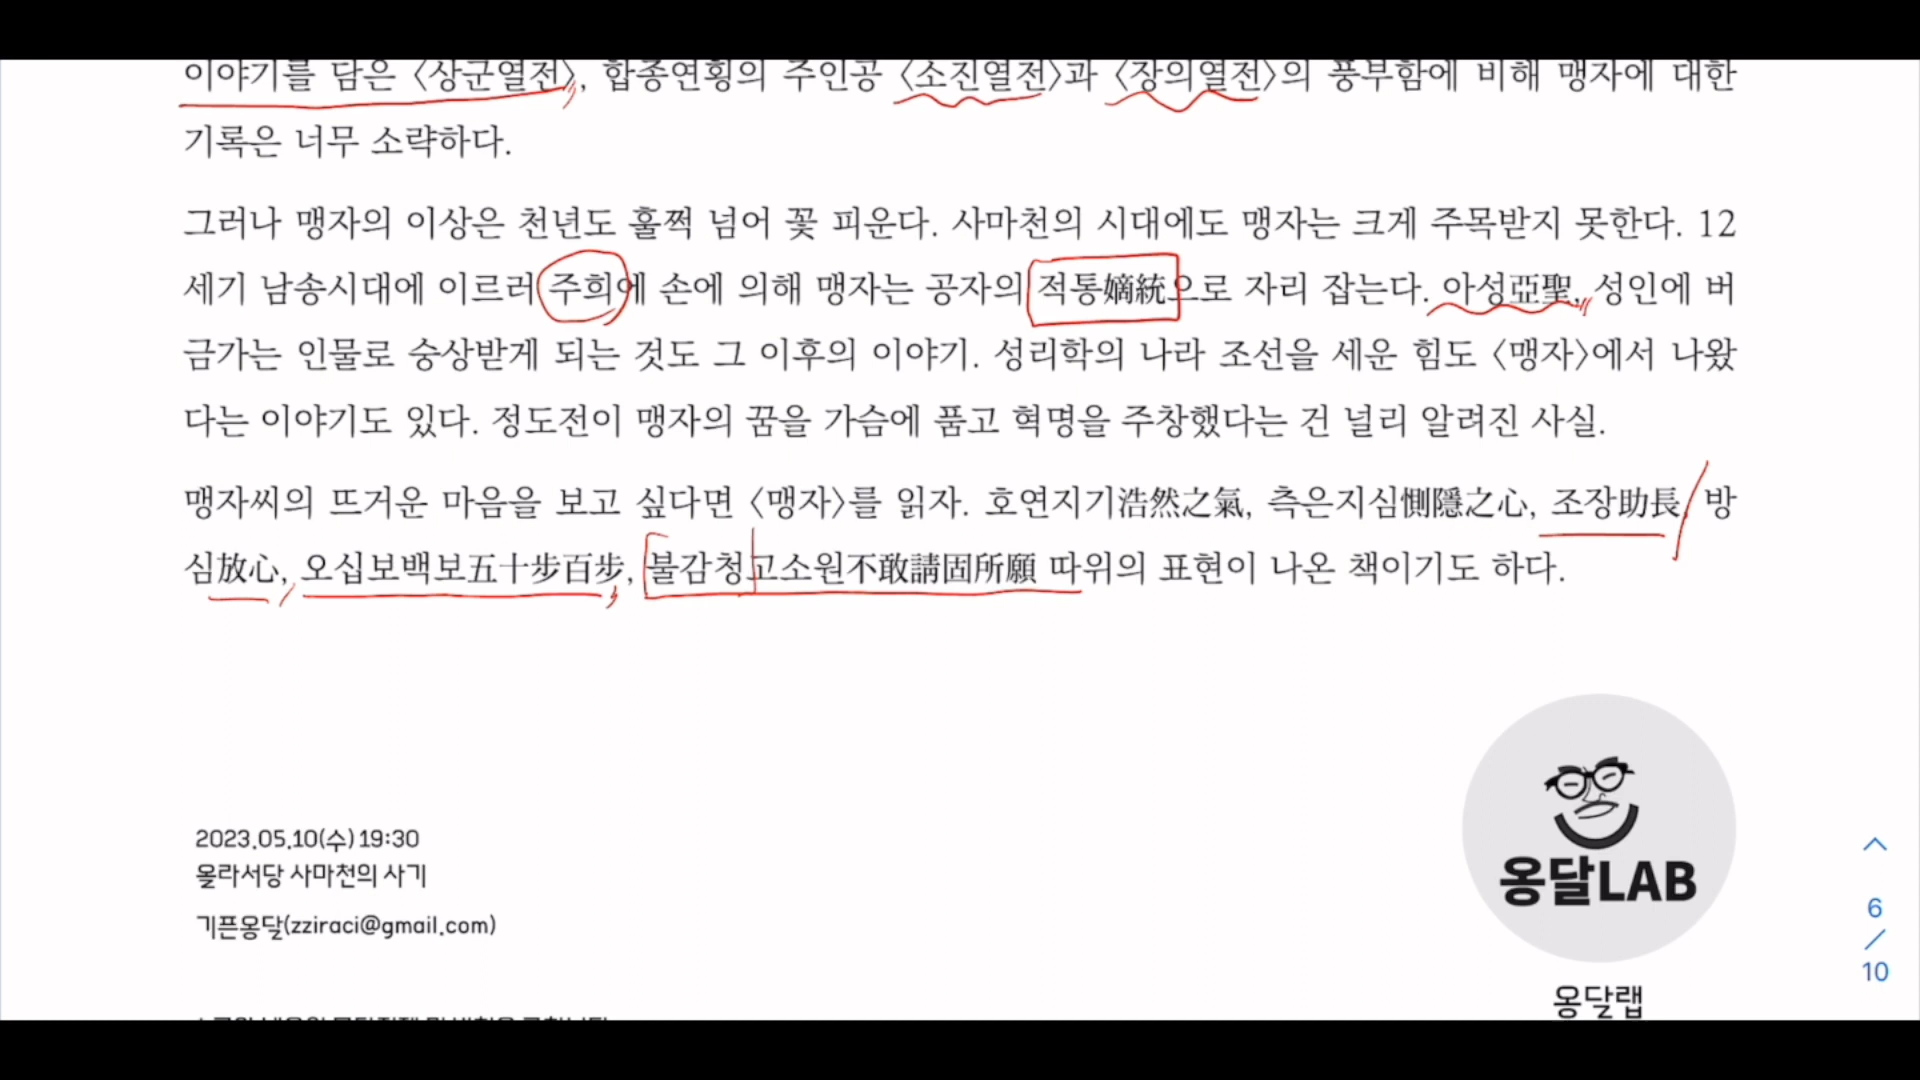 이야기를 담은 〈상군열전〉, 합종연횡의 주인공 〈소진열전〉과 〈장의열전〉의 풍부함에 비해 맹자에 대한
기록은 너무 소략하다.
그러나 맹자의 이상은 천년도 훌쩍 넘어 꽃 피운다. 사마천의 시대에도 맹자는 크게 주목받지 못한다. 12
세기 남송시대에 이르러 주희에 손에 의해 맹자는 공자의 적통嫡統으로 자리 잡는다. 아성亞聖, 성인에 버
금가는 인물로 숭상받게 되는 것도 그 이후의 이야기. 성리학의 나라 조선을 세운 힘도 〈맹자〉에서 나왔
다는 이야기도 있다. 정도전이 맹자의 꿈을 가슴에 품고 혁명을 주창했다는 건 널리 알려진 사실.
맹자씨의 뜨거운 마음을 보고 싶다면 〈맹자〉를 읽자. 호연지기浩然之氣, 측은지심惻隱之心, 조장助長, 방
심放心, 오십보백보五十步百步, 불감청고소원不敢請固所願 따위의 표현이 나온 책이기도 하다.
2023.05.10(수) 19:30
올라서당 사마천의 사기
기픈옹달(zziraci@gmail.com)
옹달LAB
옹달랩
6
/
10